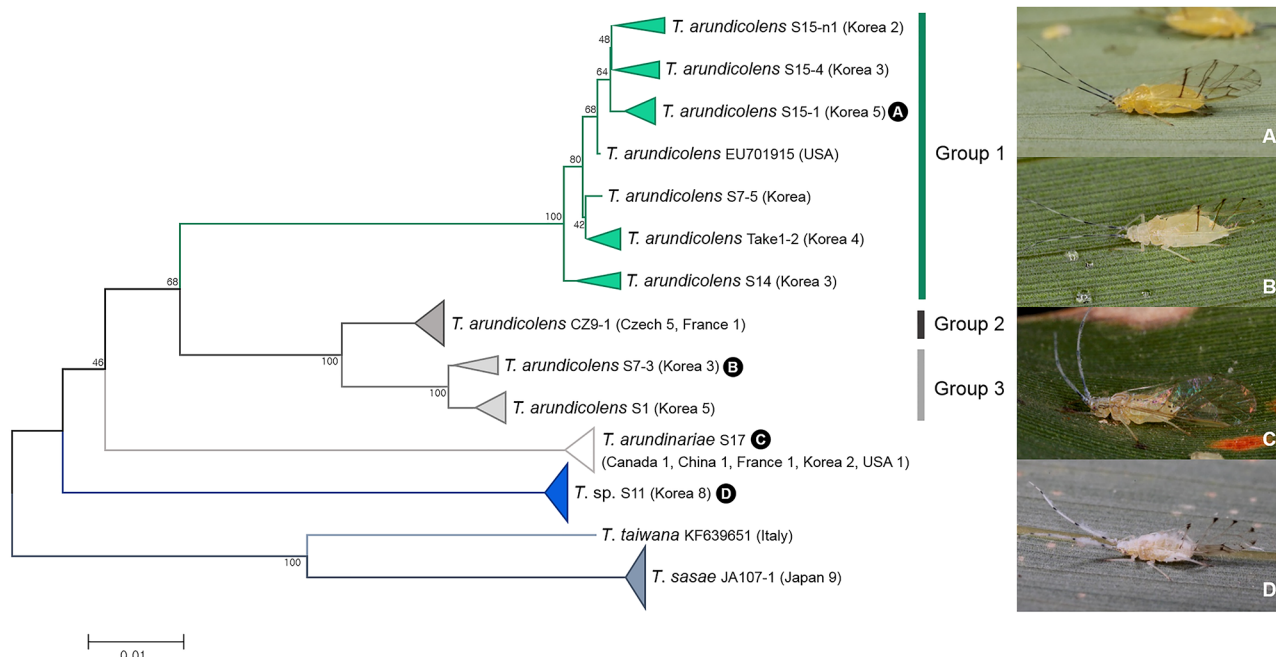 48
T. arundicolens S15-n1 (Korea 2)
64
T. arundicolens S15-4 (Korea 3)
68
T. arundicolens S15-1 (Korea 5) A
80
T. arundicolens EU701915 (USA)
Group 1
T. arundicolens S7-5 (Korea)
100
42
T. arundicolens Take1-2 (Korea 4)
T. arundicolens S14 (Korea 3)
68
T. arundicolens CZ9-1 (Czech 5, France 1)
Group 2
100
46
T. arundicolens S7-3 (Korea 3) B
Group 3
100
T. arundicolens S1 (Korea 5)
T. arundinariae S17 C
(Canada 1, China 1, France 1, Korea 2, USA 1)
T. sp. S11 (Korea 8) D
T. taiwana KF639651 (Italy)
100
T. sasae JA107-1 (Japan 9)
0.01
A
B
C
D